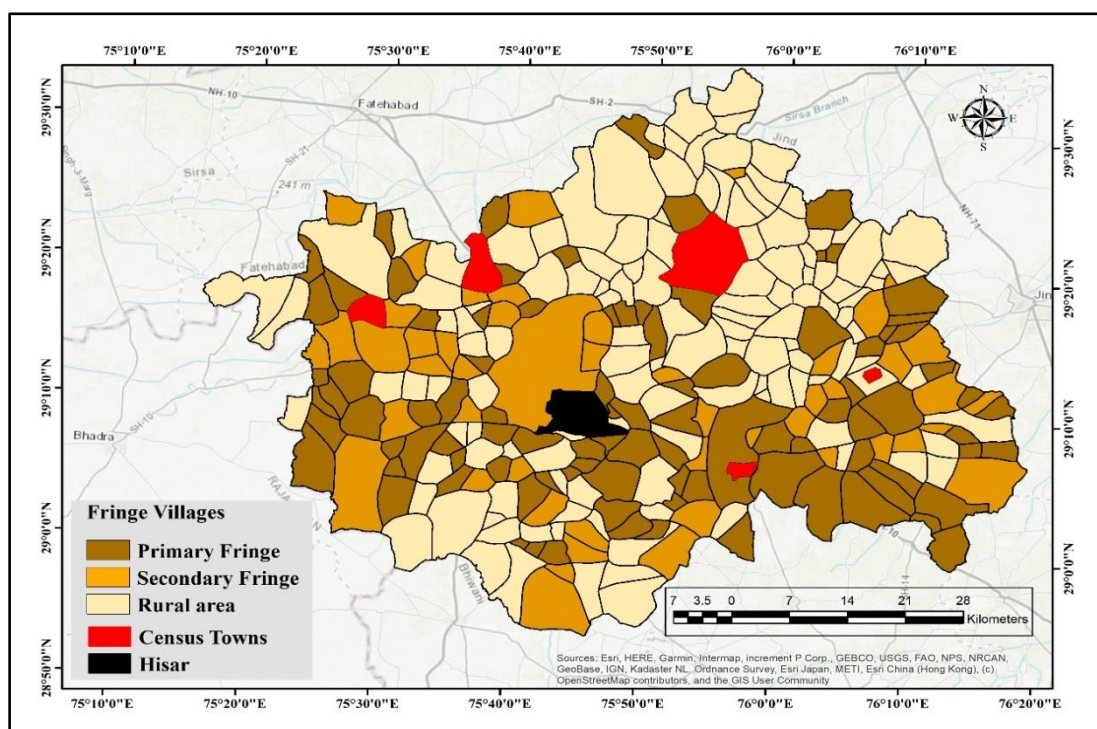 75°10'0"E 75°20'0"E 75°30'0"E 75°40'0"E 75°50'0"E 76°0'0"E 76°10'0"E
29°30'0"N
29°20'0"N
29°10'0"N
29°0'0"N
28°50'0"N
29°30'0"N
29°20'0"N
29°10'0"N
29°0'0"N
N
W E
S
NH-10
Fatehabad
SH-2
Sirsa Branch
Jind
SH-21
Sirsa
241 m
NH-71
Fatehabad
Jin
SH-10
Bhadra
RAJA
N
Bhiwani
Fringe Villages
Primary Fringe
Secondary Fringe
Rural area
Census Towns
Hisar
7 3.5 0 7 14 21 28
Kilometers
Sources: Esri, HERE, Garmin, Intermap, increment P Corp., GEBCO, USGS, FAO, NPS, NRCAN,
GeoBase, IGN, Kadaster NL, Ordnance Survey, Esri Japan, METI, Esri China (Hong Kong), (c)
OpenStreetMap contributors, and the GIS User Community
75°10'0"E 75°20'0"E 75°30'0"E 75°40'0"E 75°50'0"E 76°0'0"E 76°10'0"E 76°20'0"E